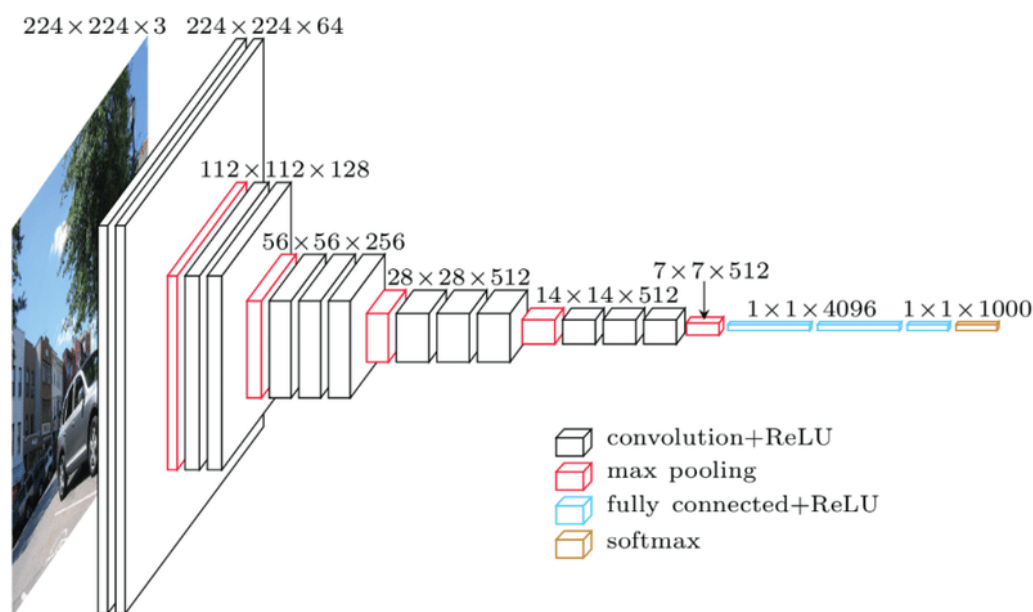 224×224×3
224×224×64
112×112×128
56×56×256
28×28×512
14×14×512
7×7×512
1×1×4096
1×1×1000
convolution+ReLU
max pooling
fully connected+ReLU
softmax